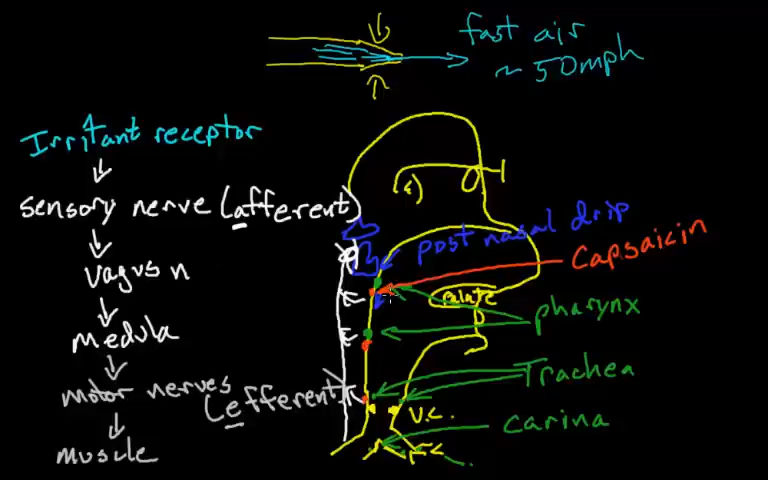 fast air
~ 50mph
Irritant receptor
sensory nerve (afferent)
vagus n
medula
motor nerves
(efferent)
muscle
post nasal drip
Capsaicin
palate
pharynx
Trachea
V.C.
carina